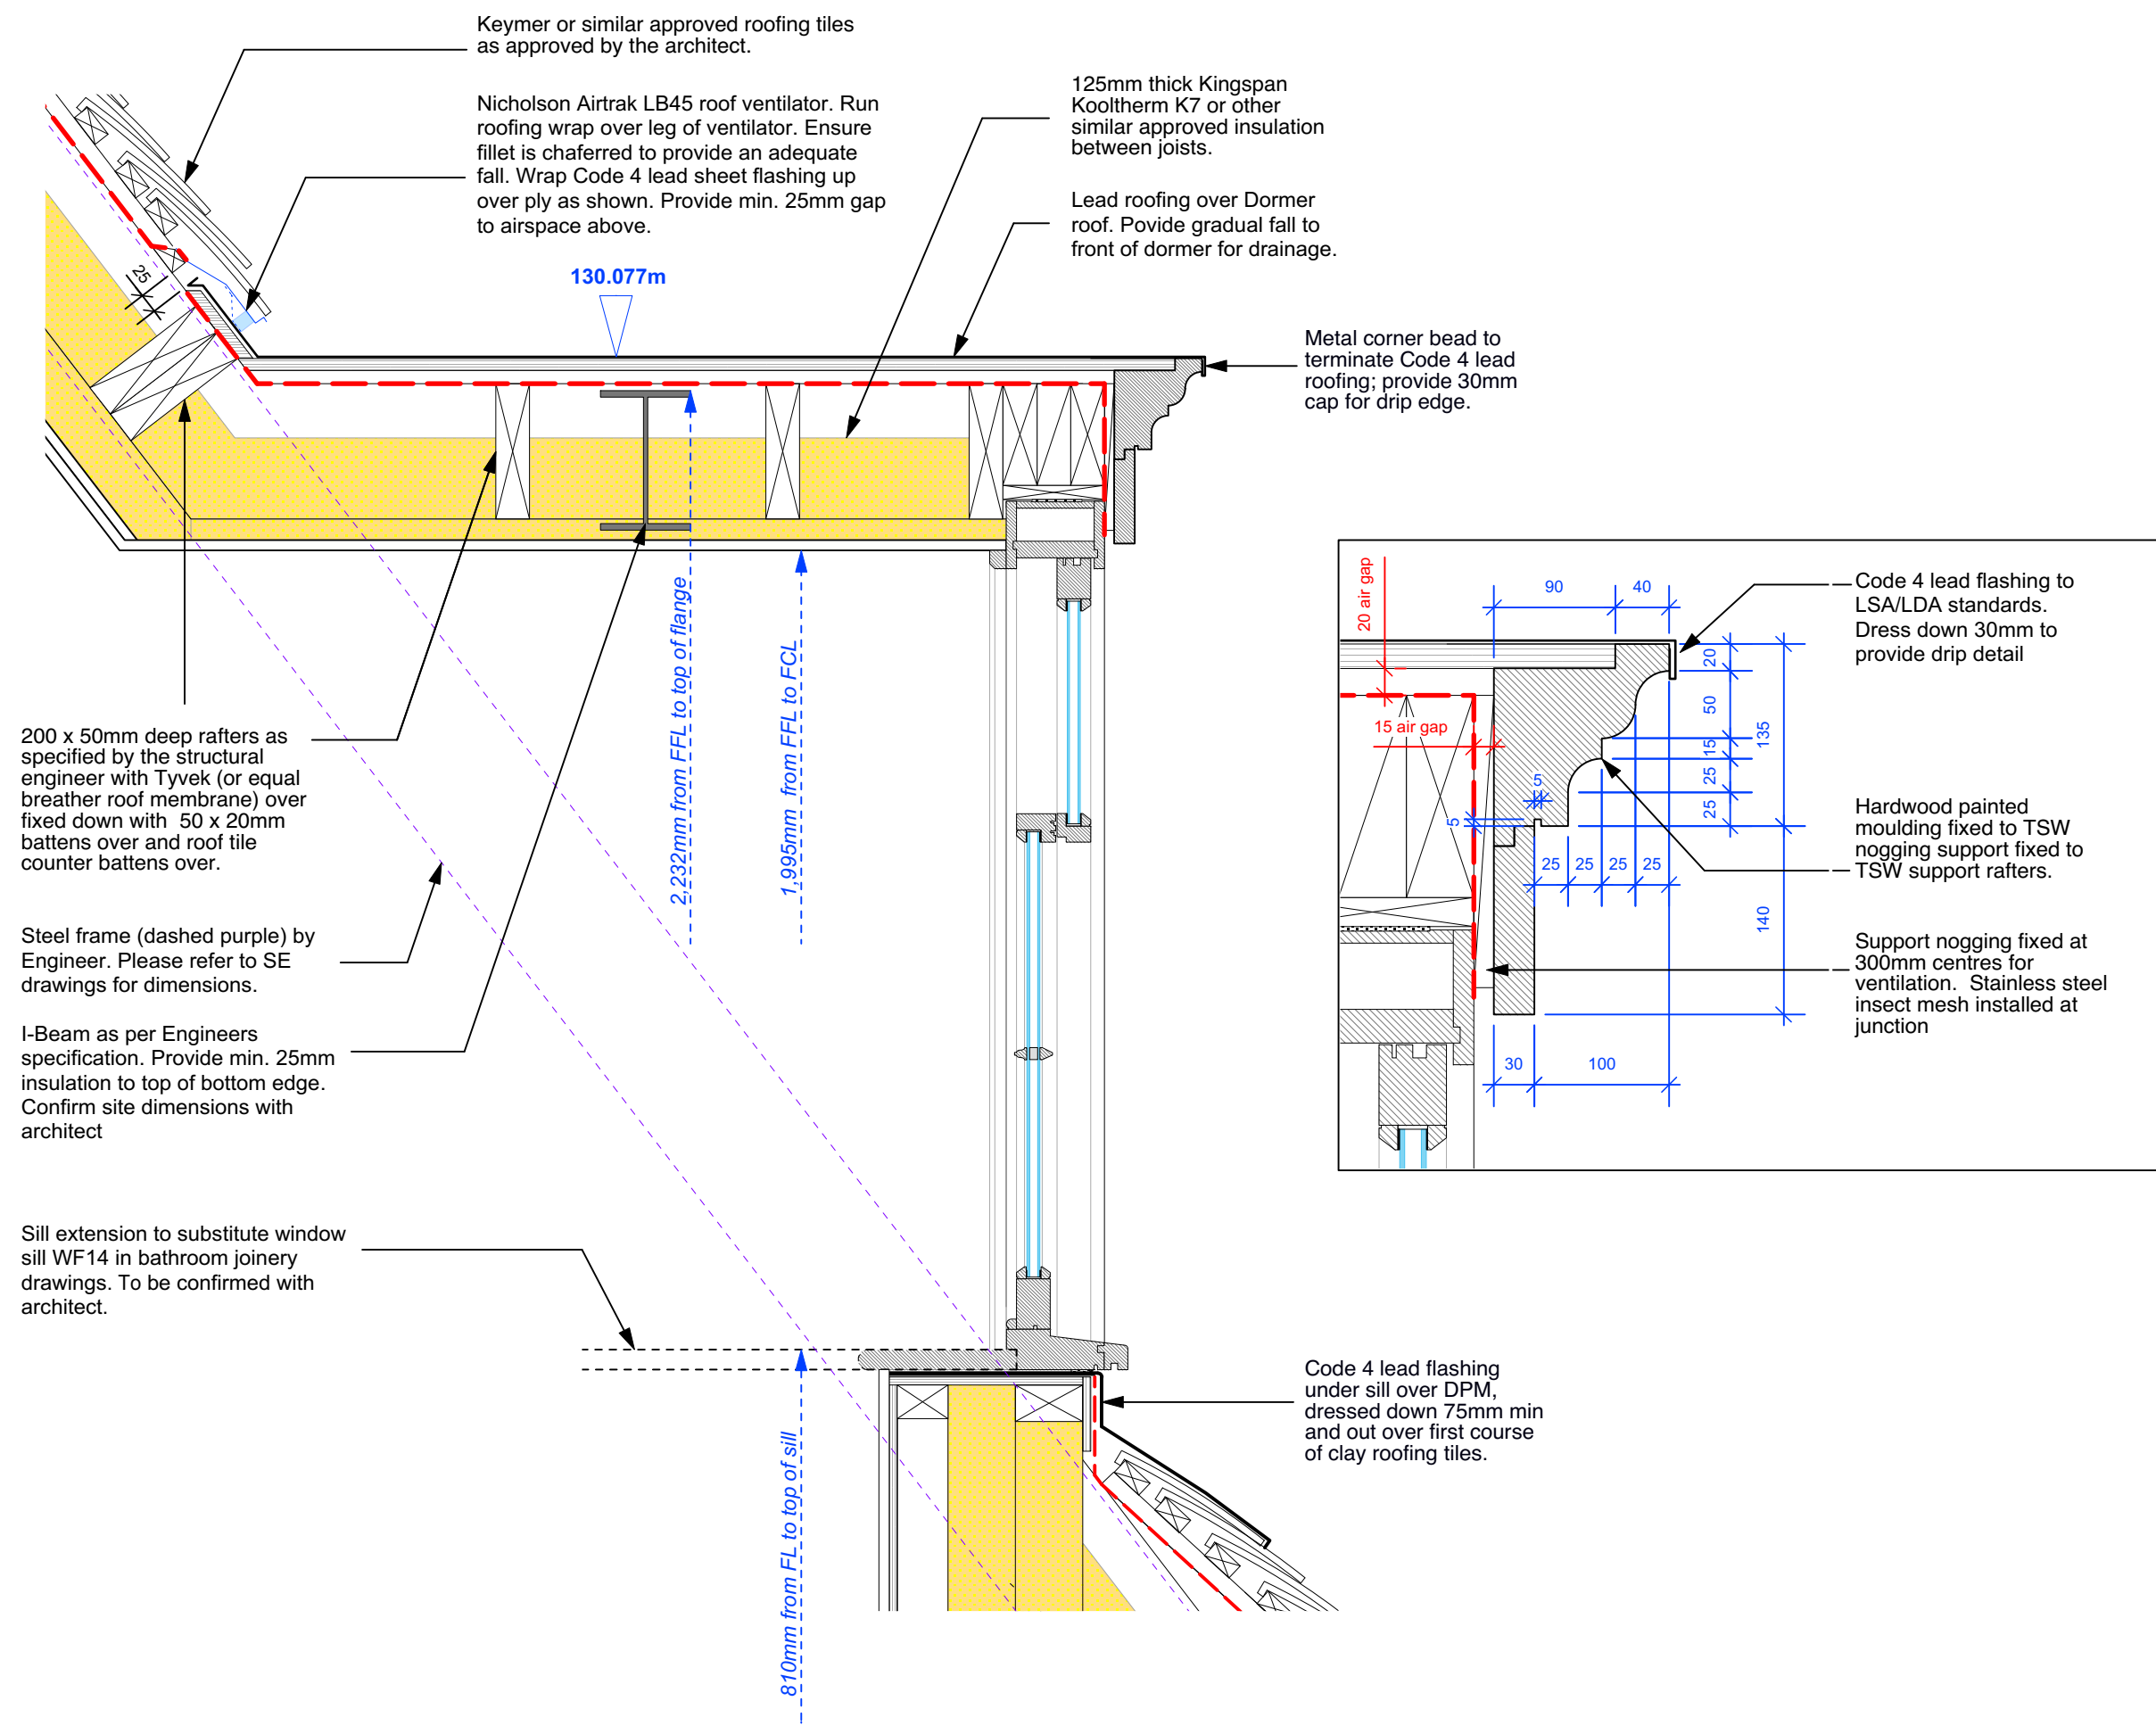 Keymer or similar approved roofing tiles
as approved by the architect.
Nicholson Airtrak LB45 roof ventilator. Run
roofing wrap over leg of ventilator. Ensure
fillet is chaferred to provide an adequate
fall. Wrap Code 4 lead sheet flashing up
over ply as shown. Provide min. 25mm gap
to airspace above.
125mm thick Kingspan
Kooltherm K7 or other
similar approved insulation
between joists.
Lead roofing over Dormer
roof. Povide gradual fall to
front of dormer for drainage.
130.077m
25
Metal corner bead to
terminate Code 4 lead
roofing; provide 30mm
cap for drip edge.
2,232mm from FFL to top of flange
1,995mm from FFL to FCL
200 x 50mm deep rafters as
specified by the structural
engineer with Tyvek (or equal
breather roof membrane) over
fixed down with 50 x 20mm
battens over and roof tile
counter battens over.
Steel frame (dashed purple) by
Engineer. Please refer to SE
drawings for dimensions.
I-Beam as per Engineers
specification. Provide min. 25mm
insulation to top of bottom edge.
Confirm site dimensions with
architect
Sill extension to substitute window
sill WF14 in bathroom joinery
drawings. To be confirmed with
architect.
810mm from FL to top of sill
Code 4 lead flashing
under sill over DPM,
dressed down 75mm min
and out over first course
of clay roofing tiles.
20 air gap
90
40
Code 4 lead flashing to
LSA/LDA standards.
Dress down 30mm to
provide drip detail
20
50
15
25
25
135
140
15 air gap
5
5
25
25
25
25
Hardwood painted
moulding fixed to TSW
nogging support fixed to
TSW support rafters.
Support nogging fixed at
300mm centres for
ventilation. Stainless steel
insect mesh installed at
junction
30
100